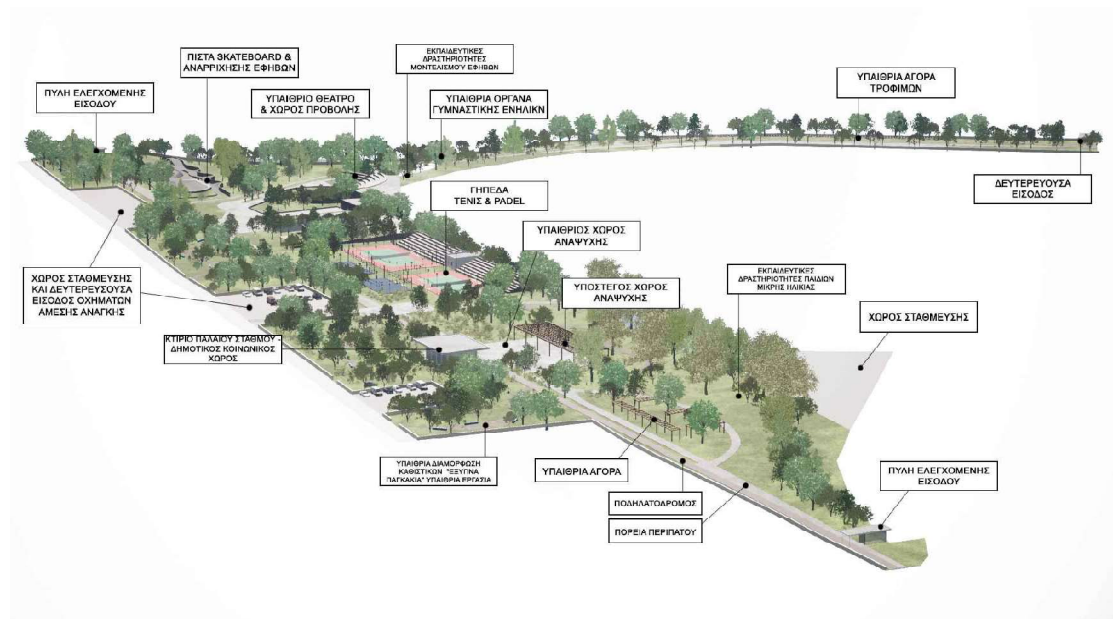 ΠΙΣΤΑ SKATEBOARD &
ΑΝΑΡΡΙΧΗΣΗΣ ΕΦΗΒΩΝ
ΕΚΠΑΙΔΕΥΤΙΚΕΣ
ΔΡΑΣΤΗΡΙΟΤΗΤΕΣ
ΜΟΝΤΕΛΙΣΜΟΥ ΕΦΗΒΩΝ
ΠΥΛΗ ΕΛΕΓΧΟΜΕΝΗΣ
ΕΙΣΟΔΟΥ
ΥΠΑΙΘΡΙΟ ΘΕΑΤΡΟ
& ΧΩΡΟΣ ΠΡΟΒΟΛΗΣ
ΥΠΑΙΘΡΙΑ ΟΡΓΑΝΑ
ΓΥΜΝΑΣΤΙΚΗΣ ΕΝΗΛΙΚΝ
ΥΠΑΙΘΡΙΑ ΑΓΟΡΑ
ΤΡΟΦΙΜΩΝ
ΔΕΥΤΕΡΕΥΟΥΣΑ
ΕΙΣΟΔΟΣ
ΓΗΠΕΔΑ
ΤΕΝΙΣ & PADEL
ΥΠΑΙΘΡΙΟΣ ΧΩΡΟΣ
ΑΝΑΨΥΧΗΣ
ΧΩΡΟΣ ΣΤΑΘΜΕΥΣΗΣ
ΚΑΙ ΔΕΥΤΕΡΕΥΣΟΥΣΑ
ΕΙΣΟΔΟΣ ΟΧΗΜΑΤΩΝ
ΑΜΕΣΗΣ ΑΝΑΓΚΗΣ
ΥΠΟΣΤΕΓΟΣ ΧΩΡΟΣ
ΑΝΑΨΥΧΗΣ
ΕΚΠΑΙΔΕΥΤΙΚΕΣ
ΔΡΑΣΤΗΡΙΟΤΗΤΕΣ ΠΑΙΔΙΩΝ
ΜΙΚΡΗΣ ΗΛΙΚΙΑΣ
ΧΩΡΟΣ ΣΤΑΘΜΕΥΣΗΣ
ΚΤΙΡΙΟ ΠΑΛΑΙΟΥ ΣΤΑΘΜΟΥ -
ΔΗΜΟΤΙΚΟΣ ΚΟΙΝΩΝΙΚΟΣ
ΧΩΡΟΣ
ΥΠΑΙΘΡΙΑ ΔΙΑΜΟΡΦΩΣΗ
ΚΑΘΙΣΤΙΚΩΝ "ΕΞΥΠΝΑ
ΠΑΓΚΑΚΙΑ" ΥΠΑΙΘΡΙΑ ΕΡΓΑΣΙΑ
ΥΠΑΙΘΡΙΑ ΑΓΟΡΑ
ΠΥΛΗ ΕΛΕΓΧΟΜΕΝΗΣ
ΕΙΣΟΔΟΥ
ΠΟΔΗΛΑΤΟΔΡΟΜΟΣ
ΠΟΡΕΙΑ ΠΕΡΙΠΑΤΟΥ